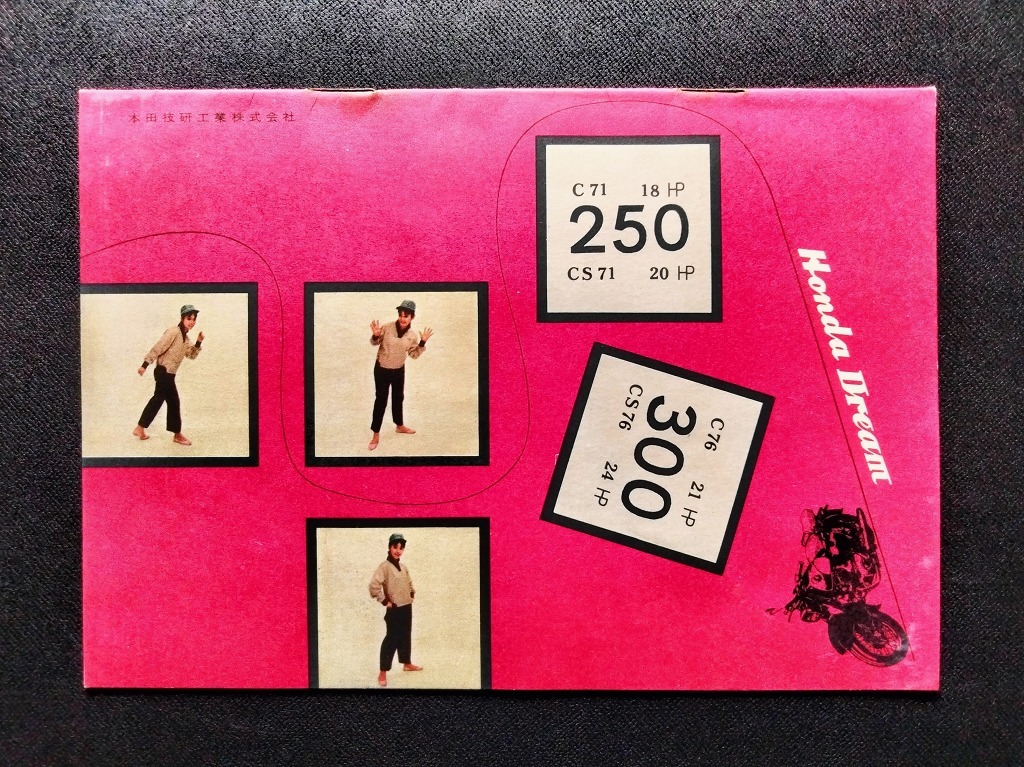 本田技研工業株式会社
C 71 18 HP
250
CS 71 20 HP
Honda Dream
C76 21 HP
300
CS76 24 HP